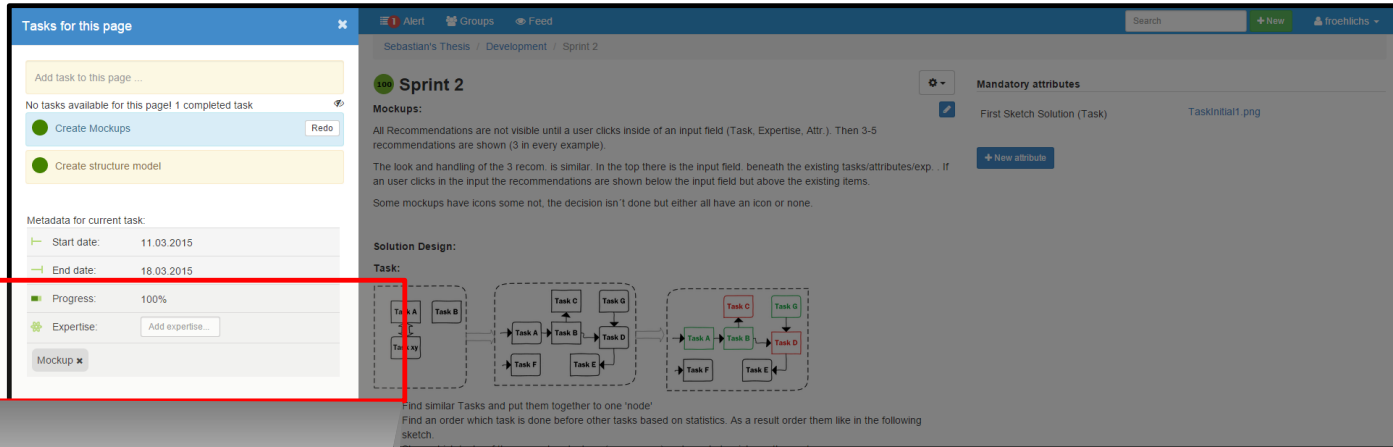 Tasks for this page ×
Add task to this page ...
No tasks available for this page! 1 completed task
Create Mockups Redo
Create structure model
Metadata for current task:
Start date: 11.03.2015
End date: 18.03.2015
Progress: 100%
Expertise: Add expertise...
Mockup ×
1 Alert Groups Feed Search +New froehlichs
Sebastian's Thesis / Development / Sprint 2
100 Sprint 2
Mockups:
All Recommendations are not visible until a user clicks inside of an input field (Task, Expertise, Attr.). Then 3-5
recommendations are shown (3 in every example).
The look and handling of the 3 recom. is similar. In the top there is the input field. beneath the existing tasks/attributes/exp. . If
an user clicks in the input the recommendations are shown below the input field but above the existing items.
Some mockups have icons some not, the decision isn´t done but either all have an icon or none.
Solution Design:
Task:
Task A Task B
Task xy
Task C Task G
Task A Task B Task D
Task F Task E
Task C Task G
Task A Task B Task D
Task F Task E
Find similar Tasks and put them together to one 'node'
Find an order which task is done before other tasks based on statistics. As a result order them like in the following
sketch.
Mandatory attributes
First Sketch Solution (Task) TaskInitial1.png
+ New attribute